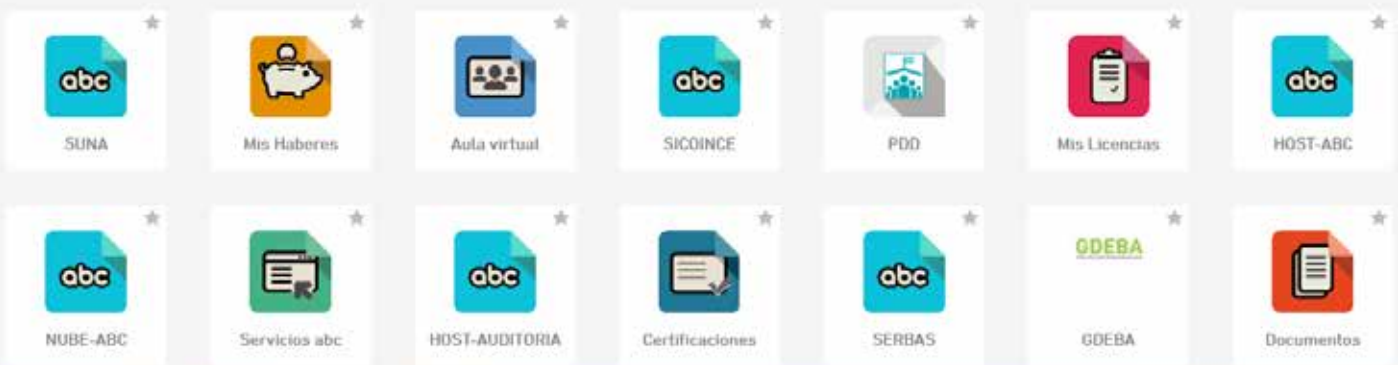 abc
abc
abc
SUNA
Mis Haberes
Aula virtual
SICOINCE
PDD
Mis Licencias
HOST-ABC
abc
abc
abc
GDEBA
NUBE-ABC
Servicios abc
HOST-AUDITORIA
Certificaciones
SERBAS
GDEBA
Documentos